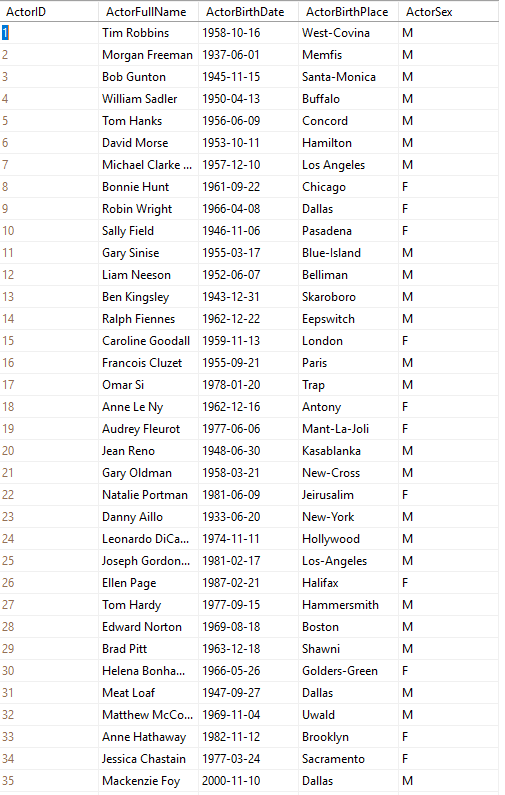 ActorID ActorFullName ActorBirthDate ActorBirthPlace ActorSex
1 Tim Robbins 1958-10-16 West-Covina M
2 Morgan Freeman 1937-06-01 Memfis M
3 Bob Gunton 1945-11-15 Santa-Monica M
4 William Sadler 1950-04-13 Buffalo M
5 Tom Hanks 1956-06-09 Concord M
6 David Morse 1953-10-11 Hamilton M
7 Michael Clarke ... 1957-12-10 Los Angeles M
8 Bonnie Hunt 1961-09-22 Chicago F
9 Robin Wright 1966-04-08 Dallas F
10 Sally Field 1946-11-06 Pasadena F
11 Gary Sinise 1955-03-17 Blue-Island M
12 Liam Neeson 1952-06-07 Belliman M
13 Ben Kingsley 1943-12-31 Skaroboro M
14 Ralph Fiennes 1962-12-22 Eepswitch M
15 Caroline Goodall 1959-11-13 London F
16 Francois Cluzet 1955-09-21 Paris M
17 Omar Si 1978-01-20 Trap M
18 Anne Le Ny 1962-12-16 Antony F
19 Audrey Fleurot 1977-06-06 Mant-La-Joli F
20 Jean Reno 1948-06-30 Kasablanka M
21 Gary Oldman 1958-03-21 New-Cross M
22 Natalie Portman 1981-06-09 Jeirusalim F
23 Danny Aillo 1933-06-20 New-York M
24 Leonardo DiCa... 1974-11-11 Hollywood M
25 Joseph Gordon... 1981-02-17 Los-Angeles M
26 Ellen Page 1987-02-21 Halifax F
27 Tom Hardy 1977-09-15 Hammersmith M
28 Edward Norton 1969-08-18 Boston M
29 Brad Pitt 1963-12-18 Shawni M
30 Helena Bonha... 1966-05-26 Golders-Green F
31 Meat Loaf 1947-09-27 Dallas M
32 Matthew McCo... 1969-11-04 Uwald M
33 Anne Hathaway 1982-11-12 Brooklyn F
34 Jessica Chastain 1977-03-24 Sacramento F
35 Mackenzie Foy 2000-11-10 Dallas M